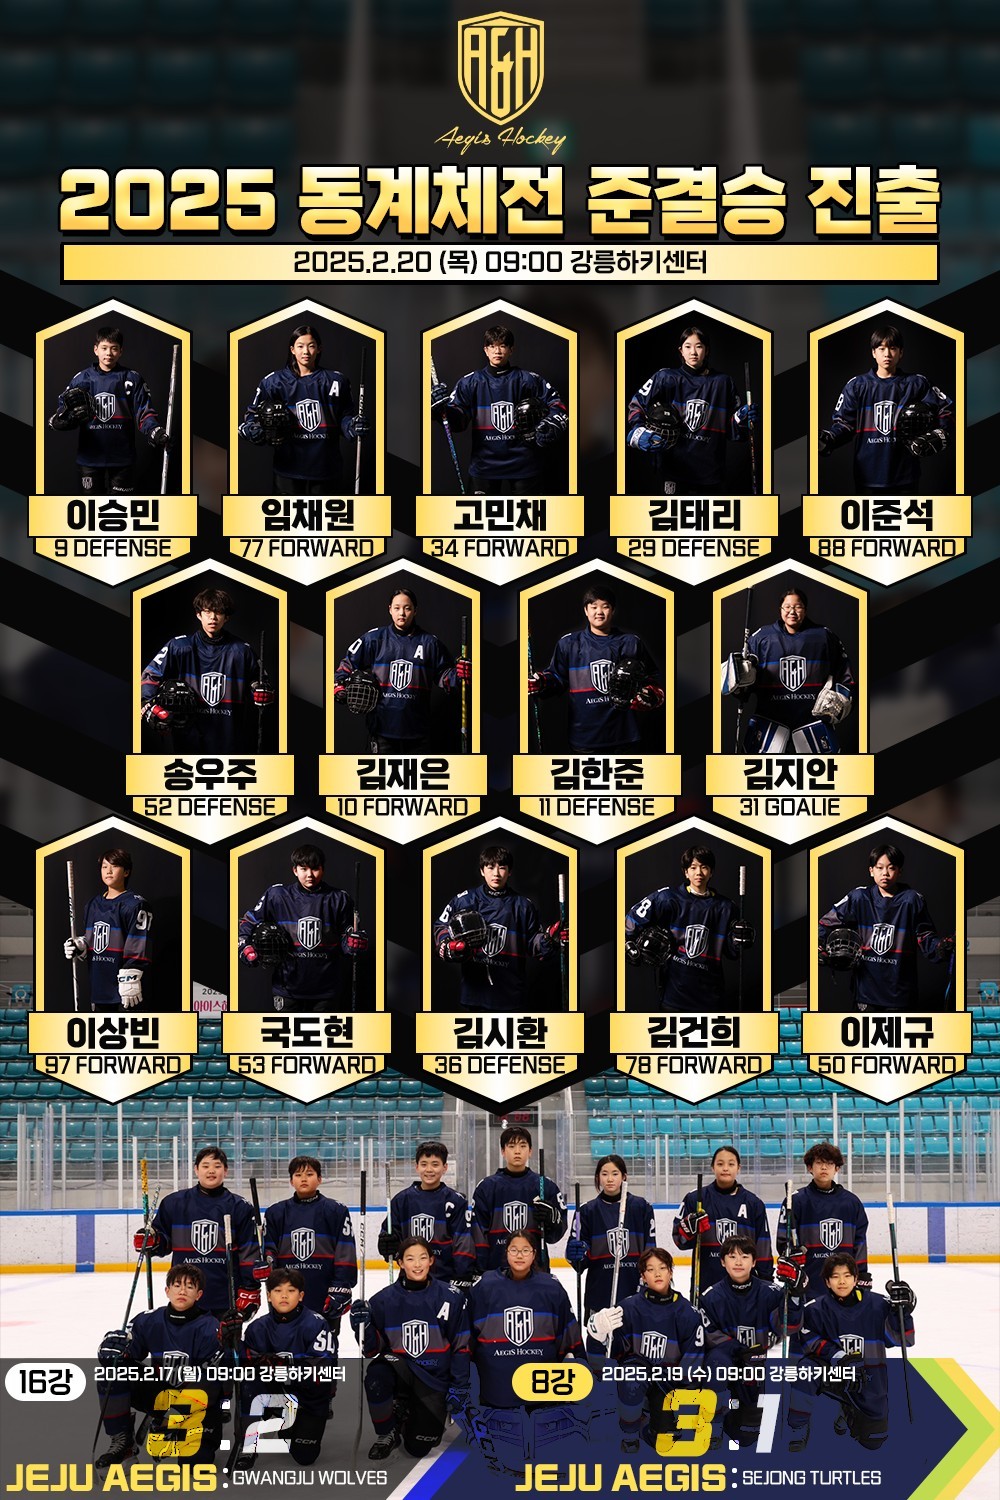 A&H
Aegis Hockey
2025 동계체전 준결승 진출
2025.2.20 (목) 09:00 강릉하키센터
이승민
9 DEFENSE
임채원
77 FORWARD
고민채
34 FORWARD
김태리
29 DEFENSE
이준석
88 FORWARD
송우주
52 DEFENSE
김재은
10 FORWARD
김한준
11 DEFENSE
김지안
31 GOALIE
이상빈
97 FORWARD
국도현
53 FORWARD
김시환
36 DEFENSE
김건희
78 FORWARD
이제규
50 FORWARD
16강
2025.2.17 (월) 09:00 강릉하키센터
3:2
JEJU AEGIS : GWANGJU WOLVES
8강
2025.2.19 (수) 09:00 강릉하키센터
3:1
JEJU AEGIS : SEJONG TURTLES